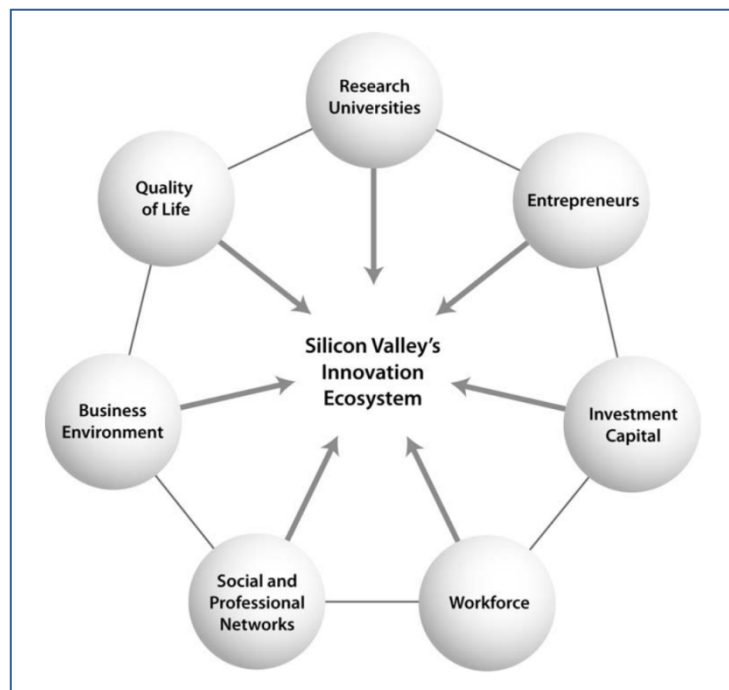 Research
Universities
Quality
of Life
Entrepreneurs
Silicon Valley's
Innovation
Ecosystem
Business
Environment
Investment
Capital
Social and
Professional
Networks
Workforce